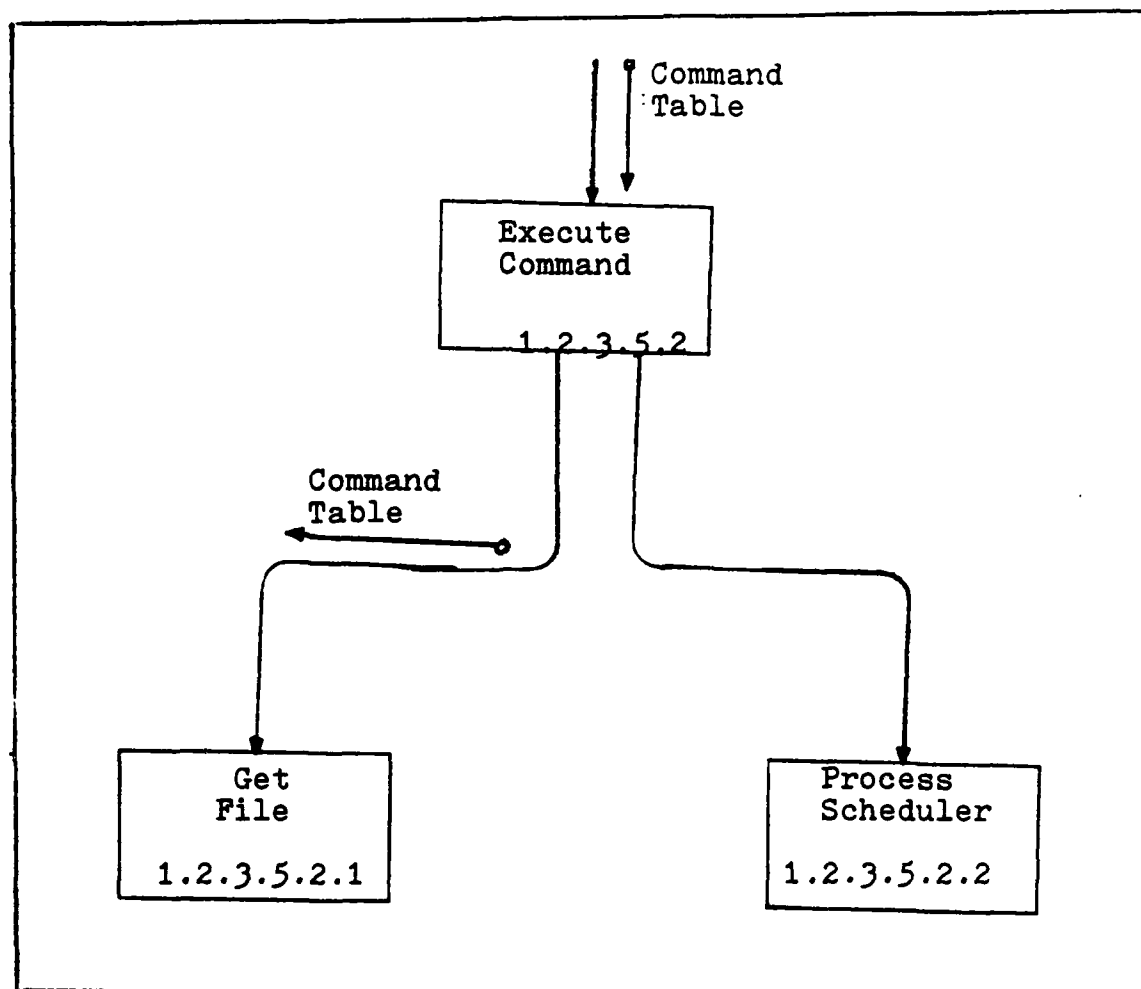 Command
Table
Execute
Command
1.2.3.5.2
Command
Table
Get
File
1.2.3.5.2.1
Process
Scheduler
1.2.3.5.2.2